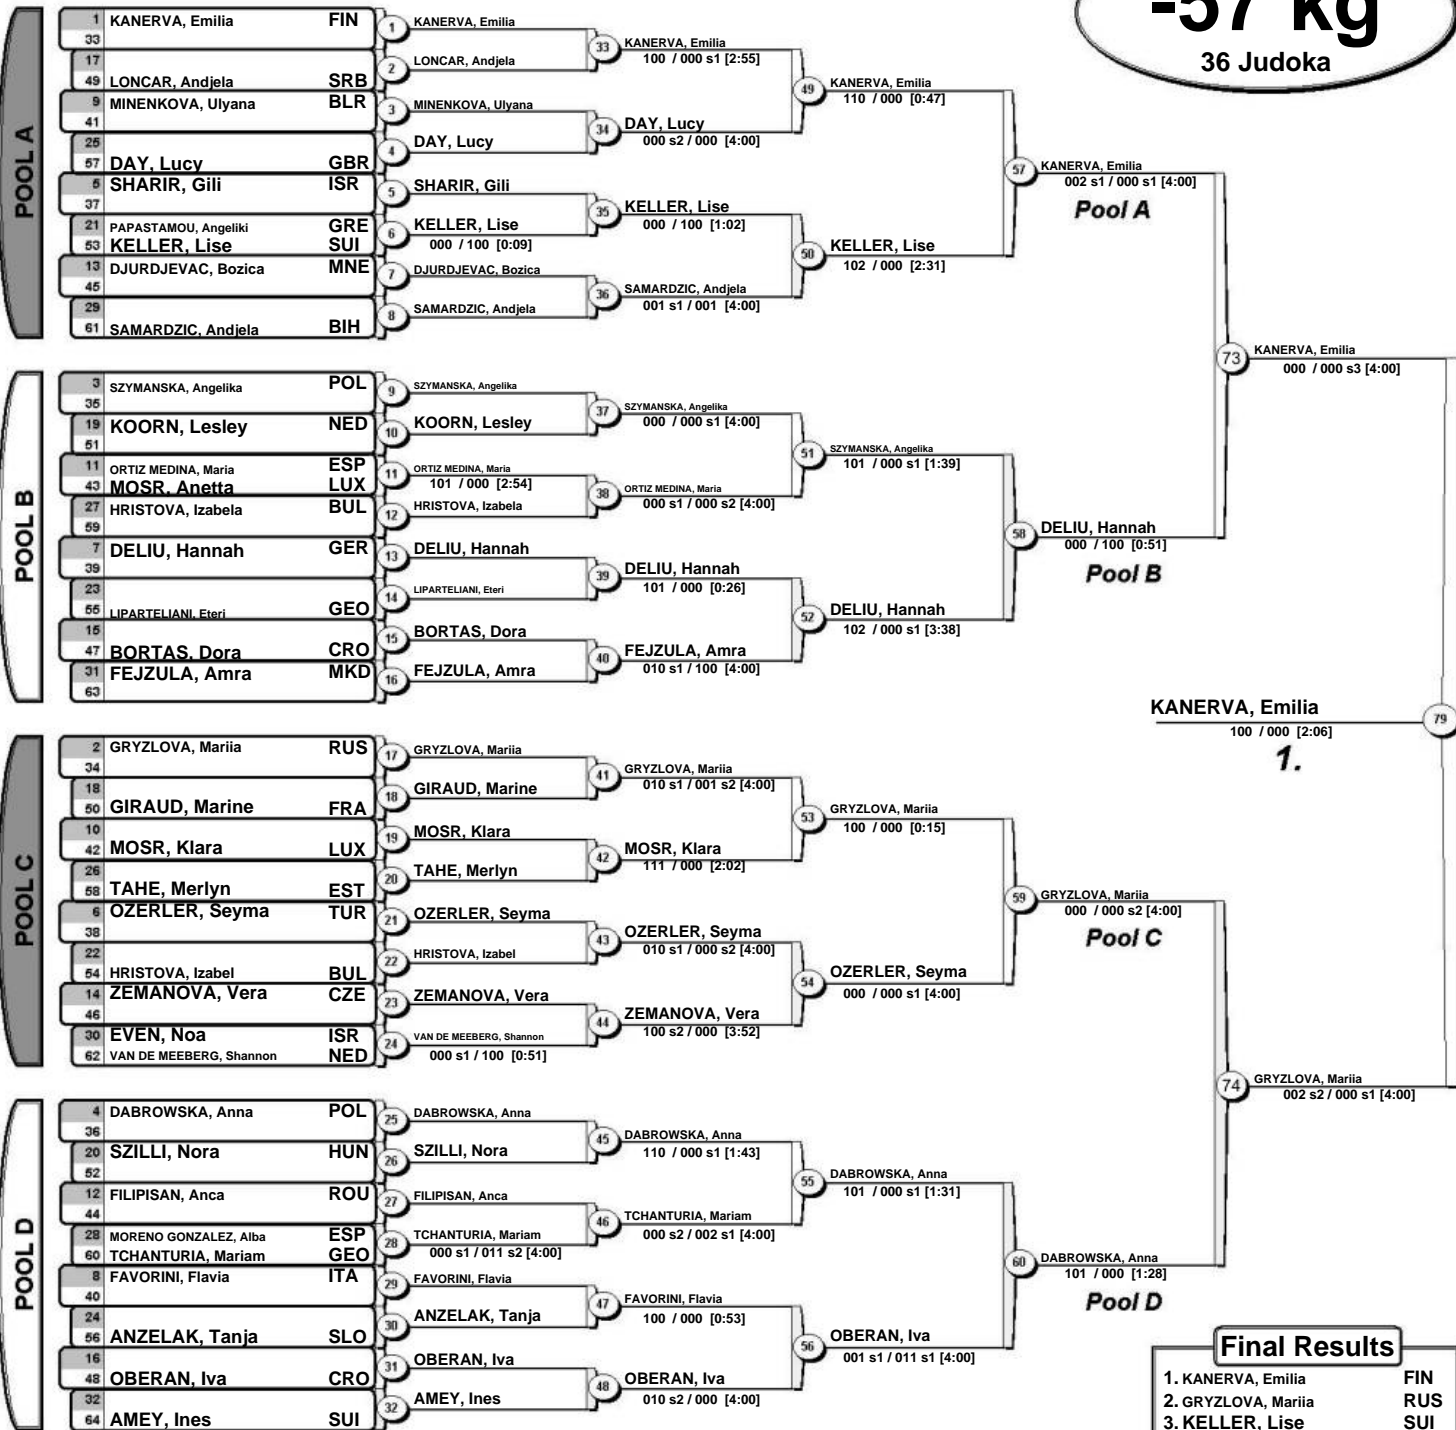 -57 kg
36 Judoka
POOL A
1 KANERVA, Emilia FIN
33
17
49 LONCAR, Andjela SRB
9 MINENKOVA, Ulyana BLR
41
25
57 DAY, Lucy GBR
5 SHARIR, Gili ISR
37
21 PAPASTAMOU, Angeliki GRE
53 KELLER, Lise SUI
13 DJURDJEVAC, Bozica MNE
45
29
61 SAMARDZIC, Andjela BIH
1 KANERVA, Emilia
2 LONCAR, Andjela
3 MINENKOVA, Ulyana
4 DAY, Lucy
5 SHARIR, Gili
6 KELLER, Lise
000 / 100 [0:09]
7 DJURDJEVAC, Bozica
8 SAMARDZIC, Andjela
33 KANERVA, Emilia
100 / 000 s1 [2:55]
34 DAY, Lucy
000 s2 / 000 [4:00]
35 KELLER, Lise
000 / 100 [1:02]
36 SAMARDZIC, Andjela
001 s1 / 001 [4:00]
49 KANERVA, Emilia
110 / 000 [0:47]
50 KELLER, Lise
102 / 000 [2:31]
57 KANERVA, Emilia
002 s1 / 000 s1 [4:00]
Pool A
POOL B
3 SZYMANSKA, Angelika POL
35
19 KOORN, Lesley NED
51
11 ORTIZ MEDINA, Maria ESP
43 MOSR, Anetta LUX
27 HRISTOVA, Izabela BUL
59
7 DELIU, Hannah GER
39
23
55 LIPARTELIANI, Eteri GEO
15
47 BORTAS, Dora CRO
31 FEJZULA, Amra MKD
63
9 SZYMANSKA, Angelika
10 KOORN, Lesley
11 ORTIZ MEDINA, Maria
101 / 000 [2:54]
12 HRISTOVA, Izabela
13 DELIU, Hannah
14 LIPARTELIANI, Eteri
15 BORTAS, Dora
16 FEJZULA, Amra
37 SZYMANSKA, Angelika
000 / 000 s1 [4:00]
38 ORTIZ MEDINA, Maria
000 s1 / 000 s2 [4:00]
39 DELIU, Hannah
101 / 000 [0:26]
40 FEJZULA, Amra
010 s1 / 100 [4:00]
51 SZYMANSKA, Angelika
101 / 000 s1 [1:39]
52 DELIU, Hannah
102 / 000 s1 [3:38]
58 DELIU, Hannah
000 / 100 [0:51]
Pool B
73 KANERVA, Emilia
000 / 000 s3 [4:00]
KANERVA, Emilia 79
100 / 000 [2:06]
1.
POOL C
2 GRYZLOVA, Mariia RUS
34
18
50 GIRAUD, Marine FRA
10
42 MOSR, Klara LUX
26
58 TAHE, Merlyn EST
6 OZERLER, Seyma TUR
38
22
54 HRISTOVA, Izabel BUL
14 ZEMANOVA, Vera CZE
46
30 EVEN, Noa ISR
62 VAN DE MEEBERG, Shannon NED
17 GRYZLOVA, Mariia
18 GIRAUD, Marine
19 MOSR, Klara
20 TAHE, Merlyn
21 OZERLER, Seyma
22 HRISTOVA, Izabel
23 ZEMANOVA, Vera
24 VAN DE MEEBERG, Shannon
000 s1 / 100 [0:51]
41 GRYZLOVA, Mariia
010 s1 / 001 s2 [4:00]
42 MOSR, Klara
111 / 000 [2:02]
43 OZERLER, Seyma
010 s1 / 000 s2 [4:00]
44 ZEMANOVA, Vera
100 s2 / 000 [3:52]
53 GRYZLOVA, Mariia
100 / 000 [0:15]
54 OZERLER, Seyma
000 / 000 s1 [4:00]
59 GRYZLOVA, Mariia
000 / 000 s2 [4:00]
Pool C
74 GRYZLOVA, Mariia
002 s2 / 000 s1 [4:00]
POOL D
4 DABROWSKA, Anna POL
36
20 SZILLI, Nora HUN
52
12 FILIPISAN, Anca ROU
44
28 MORENO GONZALEZ, Alba ESP
60 TCHANTURIA, Mariam GEO
8 FAVORINI, Flavia ITA
40
24
56 ANZELAK, Tanja SLO
16
48 OBERAN, Iva CRO
32
64 AMEY, Ines SUI
25 DABROWSKA, Anna
26 SZILLI, Nora
27 FILIPISAN, Anca
28 TCHANTURIA, Mariam
000 s1 / 011 s2 [4:00]
29 FAVORINI, Flavia
30 ANZELAK, Tanja
31 OBERAN, Iva
32 AMEY, Ines
45 DABROWSKA, Anna
110 / 000 s1 [1:43]
46 TCHANTURIA, Mariam
000 s2 / 002 s1 [4:00]
47 FAVORINI, Flavia
100 / 000 [0:53]
48 OBERAN, Iva
010 s2 / 000 [4:00]
55 DABROWSKA, Anna
101 / 000 s1 [1:31]
56 OBERAN, Iva
001 s1 / 011 s1 [4:00]
60 DABROWSKA, Anna
101 / 000 [1:28]
Pool D
Final Results
1. KANERVA, Emilia FIN
2. GRYZLOVA, Mariia RUS
3. KELLER, Lise SUI